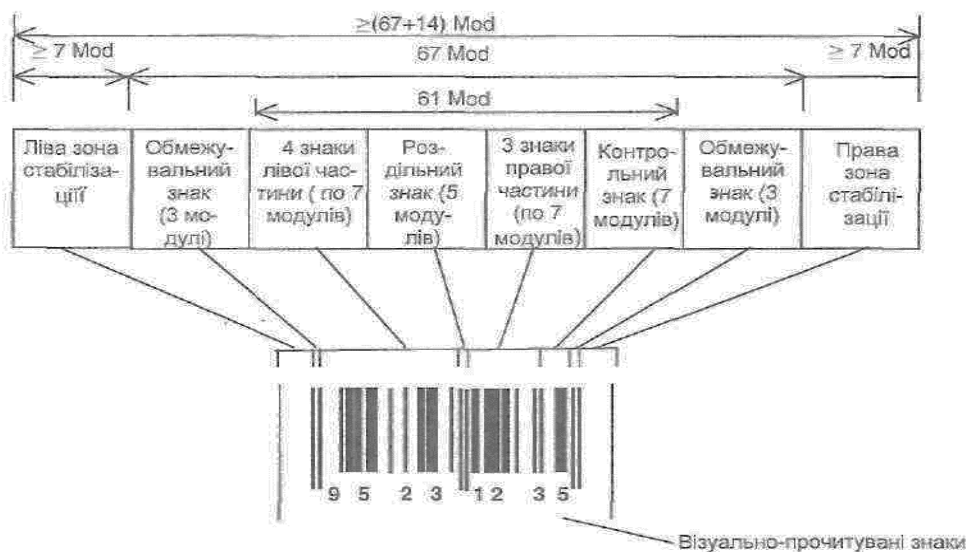 ≥(67+14) Mod
≥ 7 Mod
67 Mod
≥ 7 Mod
61 Mod
Ліва зона
стабіліза-
ціїї
Обмежу-
вальний
знак
(3 мо-
дулі)
4 знаки
лівої час-
тини ( по 7
модулів)
Роз-
дільний
знак (5
моду-
лів)
3 знаки
правої
частини
(по 7
модулів)
Контро-
льний
знак (7
модулів)
Обмежу-
вальний
знак (3
модулі)
Права
зона
стабілі-
зації
9 5 2 3 1 2 3 5
Візуально-прочитувані знаки